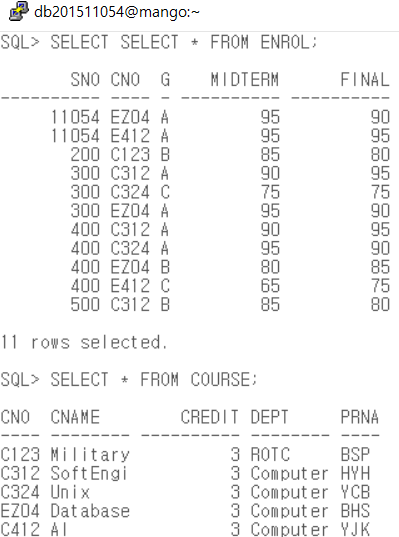 db201511054@mango:~
SQL> SELECT SELECT * FROM ENROL;
SNO CNO G MIDTERM FINAL
---------- ---- - ---------- ----------
11054 EZ04 A 95 90
11054 E412 A 95 95
200 C123 B 85 80
300 C312 A 90 95
300 C324 C 75 75
300 EZ04 A 95 90
400 C312 A 90 95
400 C324 A 95 90
400 EZ04 B 80 85
400 E412 C 65 75
500 C312 B 85 80
11 rows selected.
SQL> SELECT * FROM COURSE;
CNO CNAME CREDIT DEPT PRNA
---- -------- ---------- -------- ----
C123 Military 3 ROTC BSP
C312 SoftEngi 3 Computer HYH
C324 Unix 3 Computer YCB
EZ04 Database 3 Computer BHS
C412 AI 3 Computer YJK